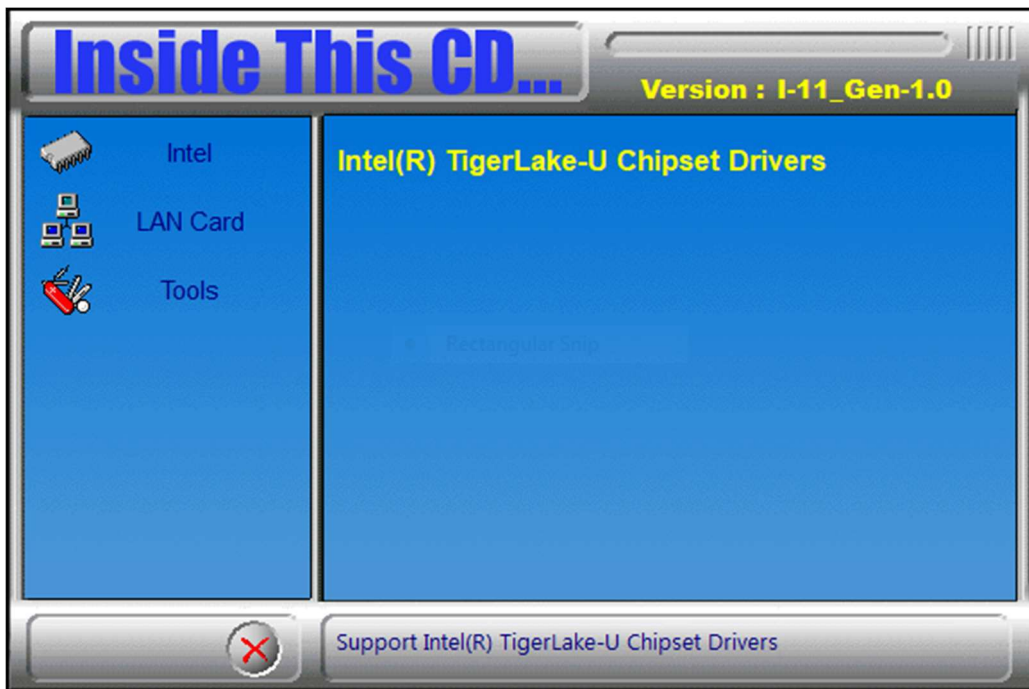 Inside This CD...
Version : I-11_Gen-1.0
Intel
LAN Card
Tools
Intel(R) TigerLake-U Chipset Drivers
Rectangular Snip
Support Intel(R) TigerLake-U Chipset Drivers